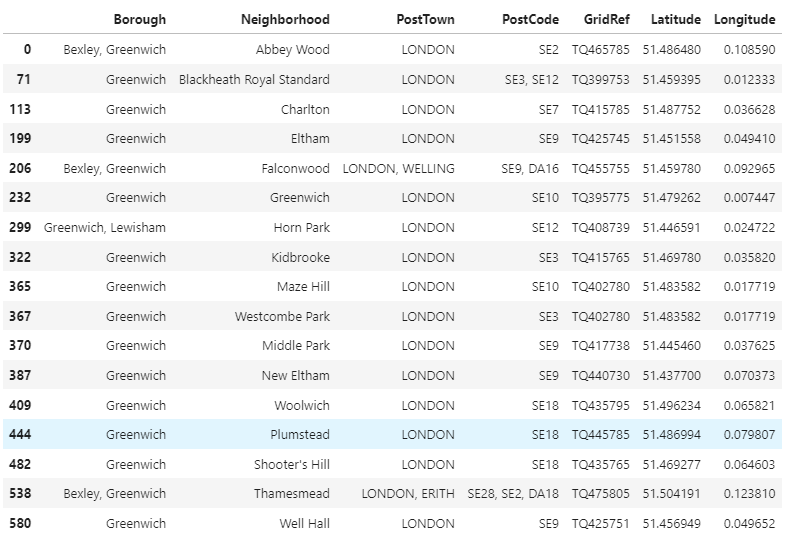 Borough Neighborhood PostTown PostCode GridRef Latitude Longitude
0 Bexley, Greenwich Abbey Wood LONDON SE2 TQ465785 51.486480 0.108590
71 Greenwich Blackheath Royal Standard LONDON SE3, SE12 TQ399753 51.459395 0.012333
113 Greenwich Charlton LONDON SE7 TQ415785 51.487752 0.036628
199 Greenwich Eltham LONDON SE9 TQ425745 51.451558 0.049410
206 Bexley, Greenwich Falconwood LONDON, WELLING SE9, DA16 TQ455755 51.459780 0.092965
232 Greenwich Greenwich LONDON SE10 TQ395775 51.479262 0.007447
299 Greenwich, Lewisham Horn Park LONDON SE12 TQ408739 51.446591 0.024722
322 Greenwich Kidbrooke LONDON SE3 TQ415765 51.469780 0.035820
365 Greenwich Maze Hill LONDON SE10 TQ402780 51.483582 0.017719
367 Greenwich Westcombe Park LONDON SE3 TQ402780 51.483582 0.017719
370 Greenwich Middle Park LONDON SE9 TQ417738 51.445460 0.037625
387 Greenwich New Eltham LONDON SE9 TQ440730 51.437700 0.070373
409 Greenwich Woolwich LONDON SE18 TQ435795 51.496234 0.065821
444 Greenwich Plumstead LONDON SE18 TQ445785 51.486994 0.079807
482 Greenwich Shooter's Hill LONDON SE18 TQ435765 51.469277 0.064603
538 Bexley, Greenwich Thamesmead LONDON, ERITH SE28, SE2, DA18 TQ475805 51.504191 0.123810
580 Greenwich Well Hall LONDON SE9 TQ425751 51.456949 0.049652